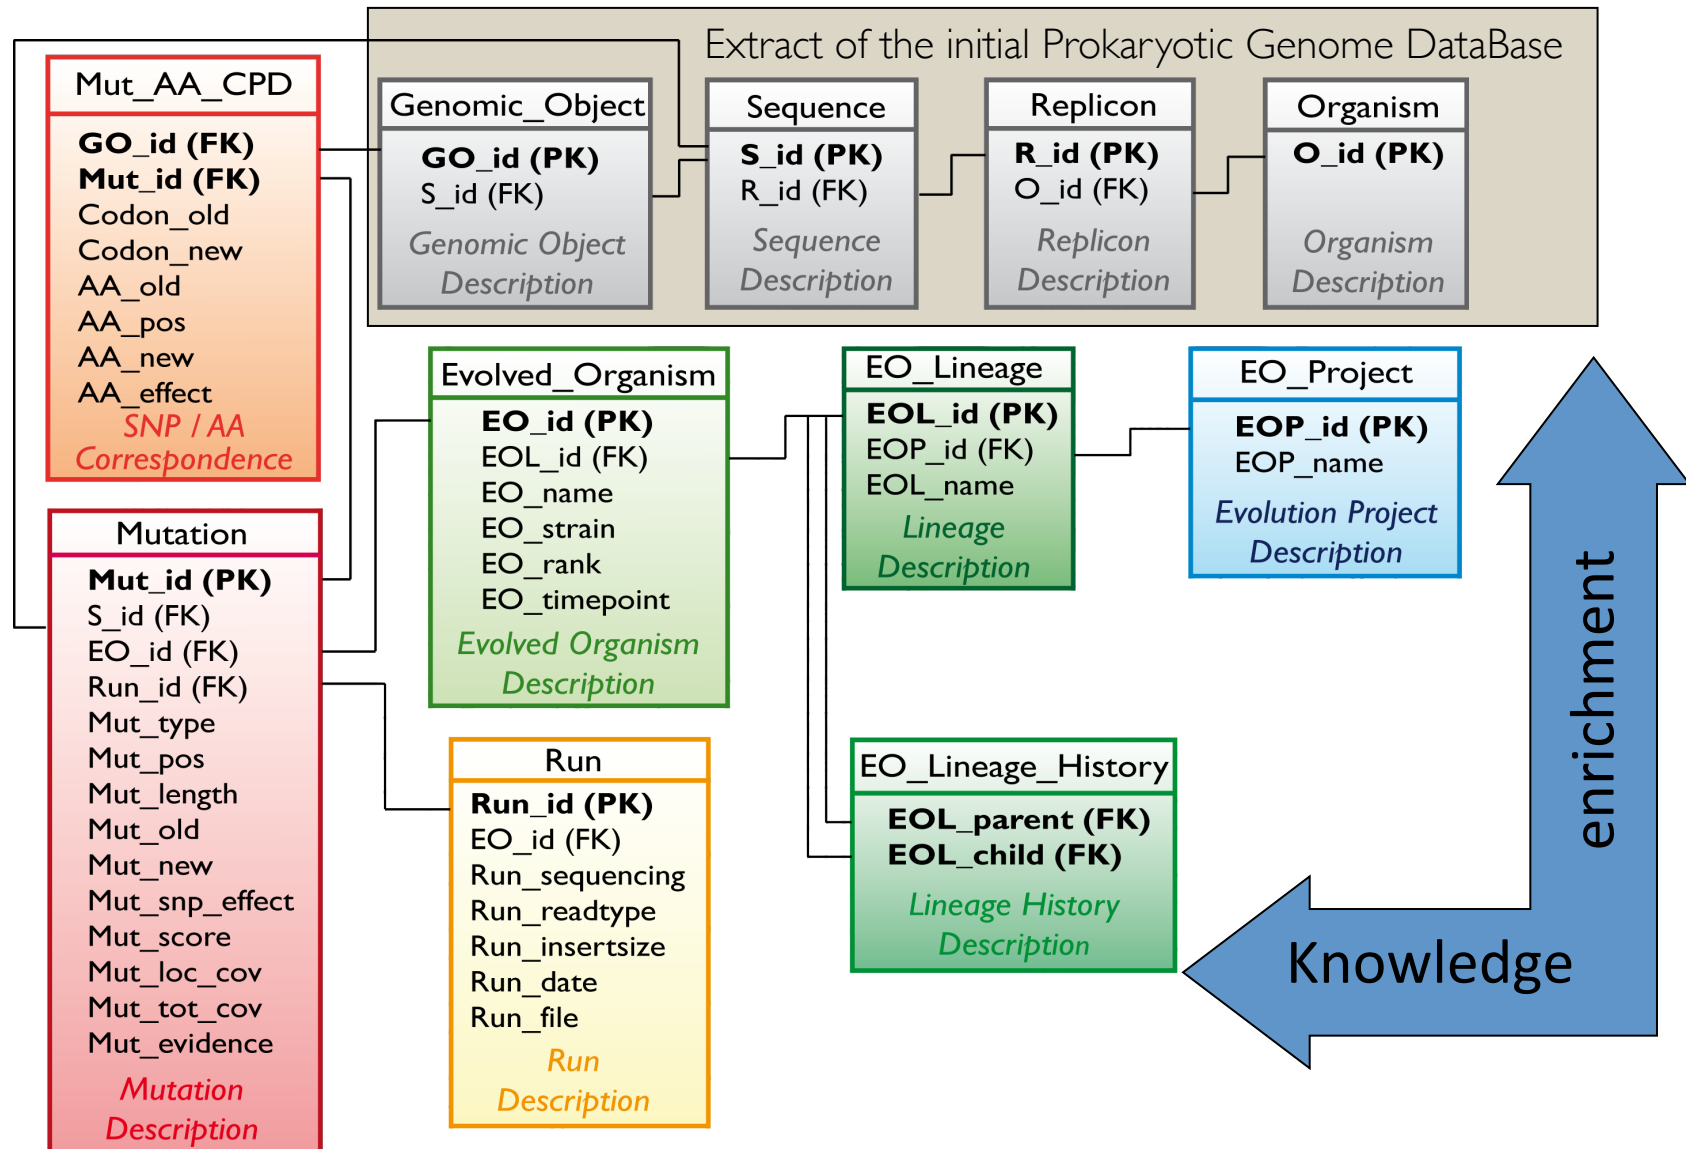 Extract of the initial Prokaryotic Genome DataBase
Mut_AA_CPD
GO_id (FK)
Mut_id (FK)
Codon_old
Codon_new
AA_old
AA_pos
AA_new
AA_effect
SNP / AA
Correspondence
Genomic_Object
GO_id (PK)
S_id (FK)
Genomic Object
Description
Sequence
S_id (PK)
R_id (FK)
Sequence
Description
Replicon
R_id (PK)
O_id (FK)
Replicon
Description
Organism
O_id (PK)
Organism
Description
Evolved_Organism
EO_id (PK)
EOL_id (FK)
EO_name
EO_strain
EO_rank
EO_timepoint
Evolved Organism
Description
EO_Lineage
EOL_id (PK)
EOP_id (FK)
EOL_name
Lineage
Description
EO_Project
EOP_id (PK)
EOP_name
Evolution Project
Description
Mutation
Mut_id (PK)
S_id (FK)
EO_id (FK)
Run_id (FK)
Mut_type
Mut_pos
Mut_length
Mut_old
Mut_new
Mut_snp_effect
Mut_score
Mut_loc_cov
Mut_tot_cov
Mut_evidence
Mutation
Description
Run
Run_id (PK)
EO_id (FK)
Run_sequencing
Run_readtype
Run_insertsize
Run_date
Run_file
Run
Description
EO_Lineage_History
EOL_parent (FK)
EOL_child (FK)
Lineage History
Description
Knowledge
enrichment